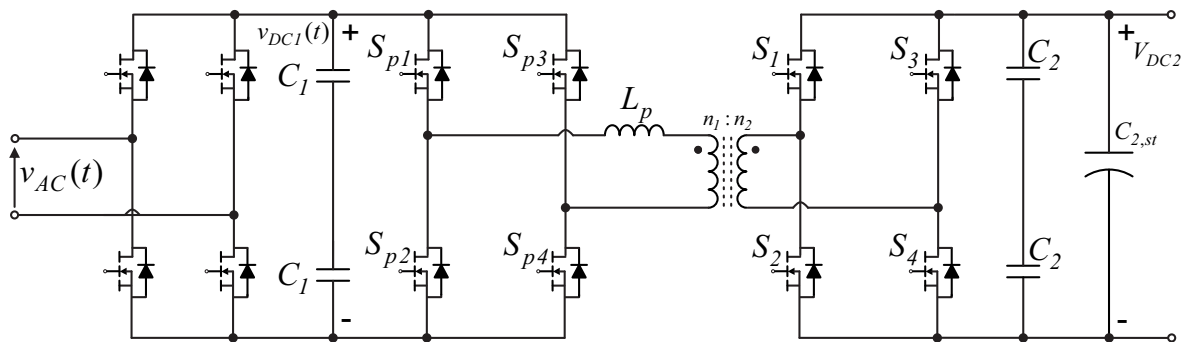 v_{DC1}(t)
+
C_1
C_1
-
S_{p1}
S_{p3}
S_{p2}
S_{p4}
v_{AC}(t)
L_p
n_1 : n_2
S_1
S_3
S_2
S_4
C_2
C_2
+
V_{DC2}
C_{2,st}
-